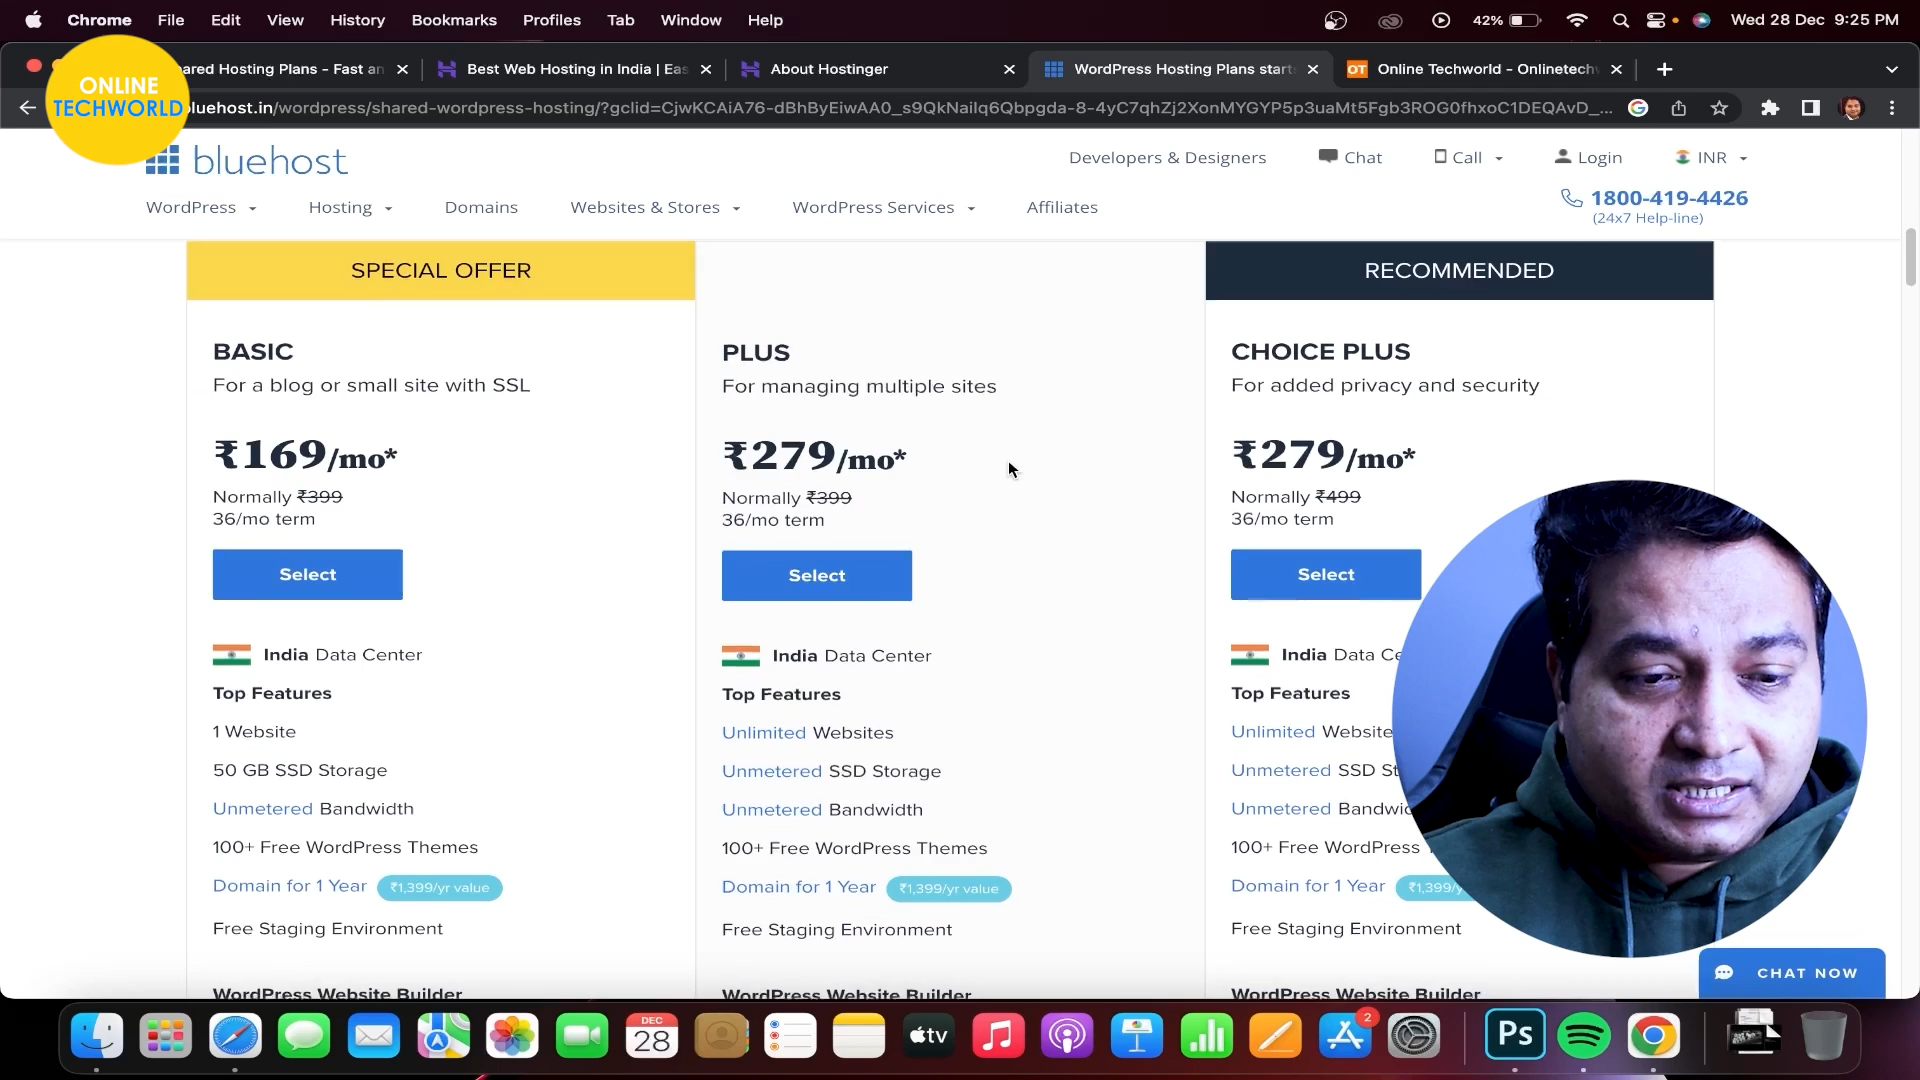 Chrome File Edit View History Bookmarks Profiles Tab Window Help 42% Wed 28 Dec 9:25 PM
ONLINE
TECHWORLD
ared Hosting Plans - Fast an Best Web Hosting in India | Eas About Hostinger WordPress Hosting Plans start OT Online Techworld - Onlinetech
bluehost.in/wordpress/shared-wordpress-hosting/?gclid=CjwKCAiA76-dBhByEiwAA0_s9QkNailq6Qbpgda-8-4yC7qhZj2XonMYGYP5p3uaMt5Fgb3ROG0fhxoC1DEQAvD_...
bluehost
Developers & Designers Chat Call Login INR
WordPress Hosting Domains Websites & Stores WordPress Services Affiliates
1800-419-4426
(24x7 Help-line)
SPECIAL OFFER
BASIC
For a blog or small site with SSL
₹169/mo*
Normally ₹399
36/mo term
Select
India Data Center
Top Features
1 Website
50 GB SSD Storage
Unmetered Bandwidth
100+ Free WordPress Themes
Domain for 1 Year ₹1,399/yr value
Free Staging Environment
WordPress Website Builder
PLUS
For managing multiple sites
₹279/mo*
Normally ₹399
36/mo term
Select
India Data Center
Top Features
Unlimited Websites
Unmetered SSD Storage
Unmetered Bandwidth
100+ Free WordPress Themes
Domain for 1 Year ₹1,399/yr value
Free Staging Environment
WordPress Website Builder
RECOMMENDED
CHOICE PLUS
For added privacy and security
₹279/mo*
Normally ₹499
36/mo term
Select
India Data Ce
Top Features
Unlimited Website
Unmetered SSD St
Unmetered Bandwid
100+ Free WordPress
Domain for 1 Year ₹1,399/y
Free Staging Environment
WordPress Website Builder
CHAT NOW
DEC
28
tv
2
Ps